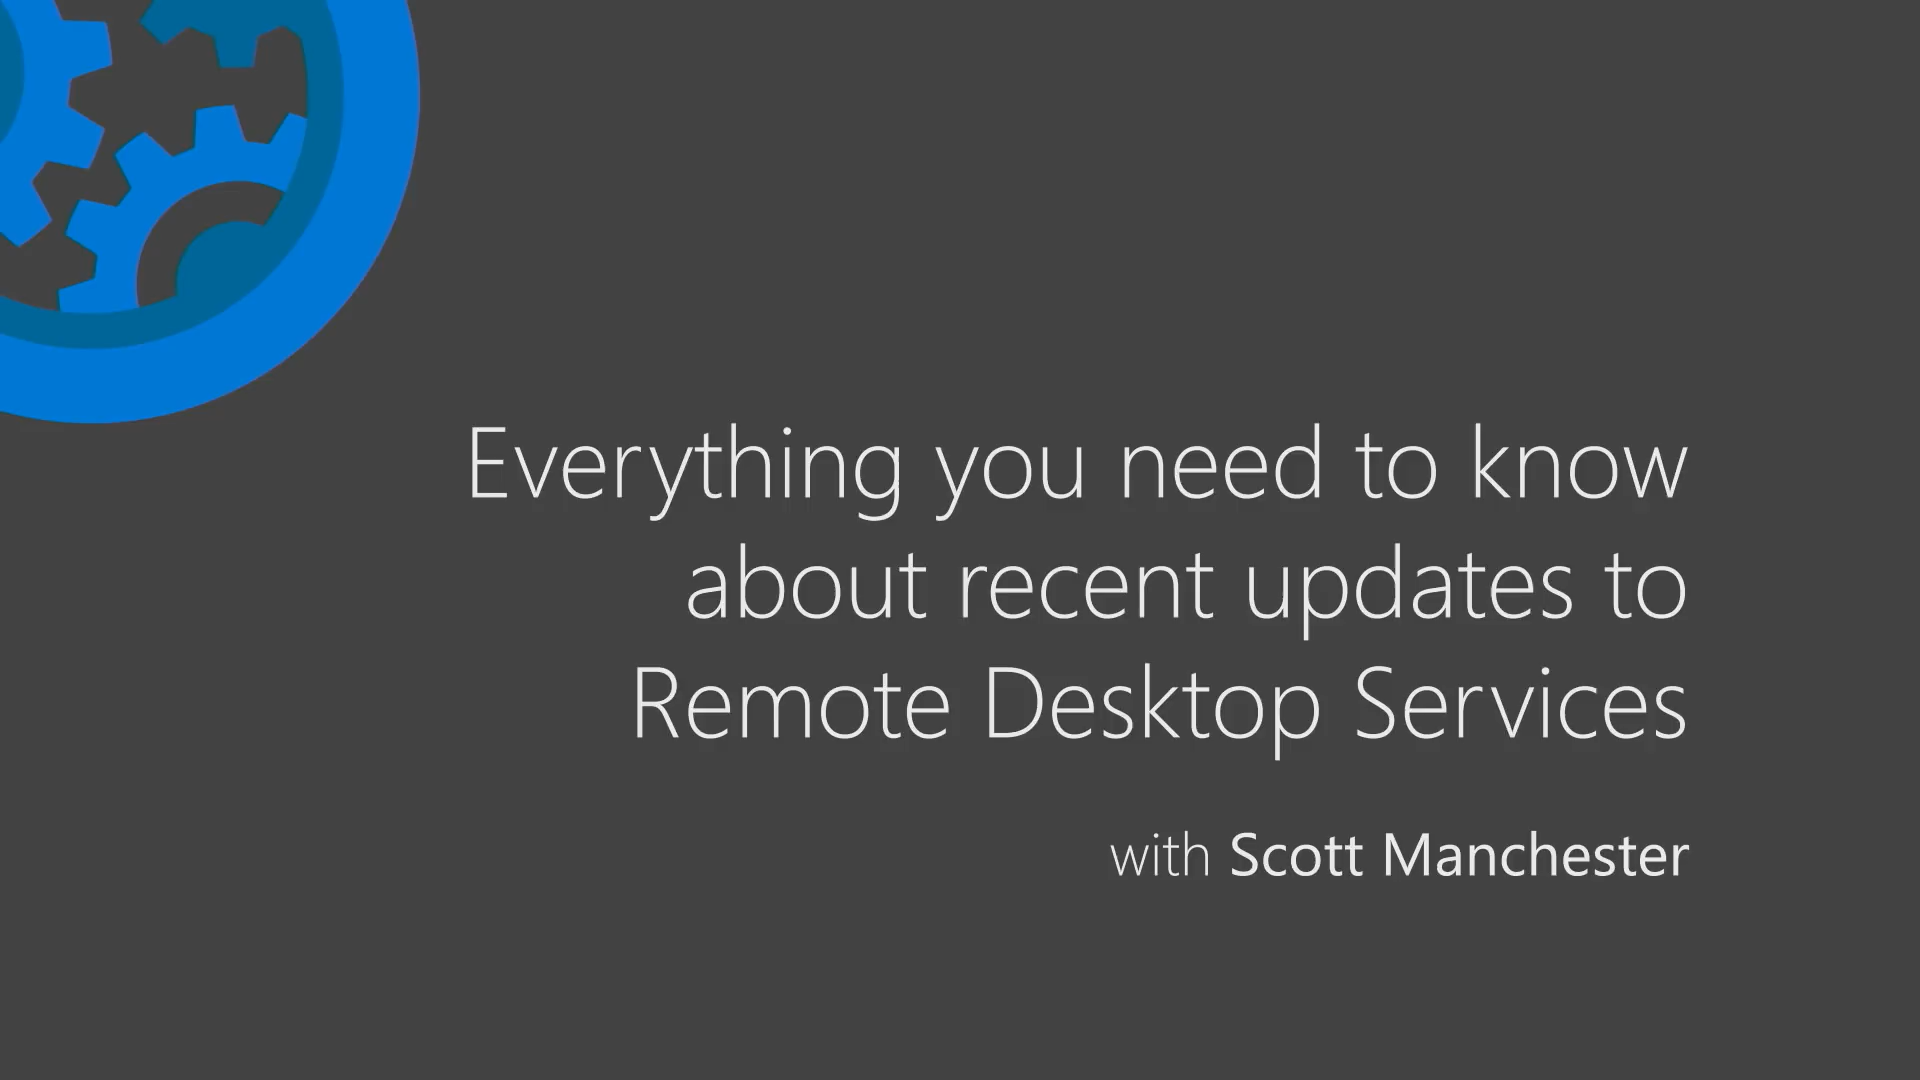 Everything you need to know
about recent updates to
Remote Desktop Services
with Scott Manchester